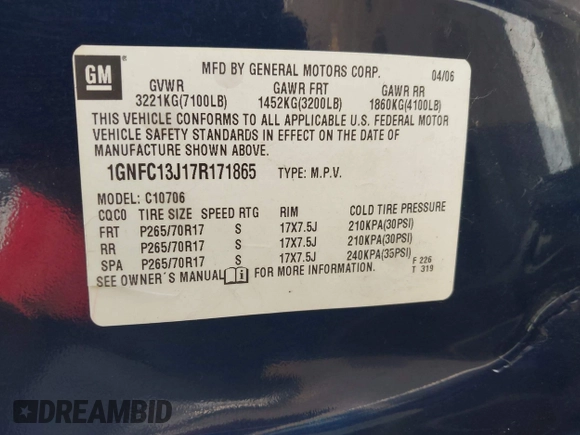 GM
MFD BY GENERAL MOTORS CORP. 04/06
GVWR GAWR FRT GAWR RR
3221KG(7100LB) 1452KG(3200LB) 1860KG(4100LB)
THIS VEHICLE CONFORMS TO ALL APPLICABLE U.S. FEDERAL MOTOR
VEHICLE SAFETY STANDARDS IN EFFECT ON THE DATE OF
MANUFACTURE SHOWN ABOVE.
1GNFC13J17R171865 TYPE: M.P.V.
MODEL: C10706
CQCO TIRE SIZE SPEED RTG RIM COLD TIRE PRESSURE
FRT P265/70R17 S 17X7.5J 210KPA(30PSI)
RR P265/70R17 S 17X7.5J 210KPA(30PSI)
SPA P265/70R17 S 17X7.5J 240KPA(35PSI)
SEE OWNER'S MANUAL i FOR MORE INFORMATION. F 226
T 319
DREAMBID